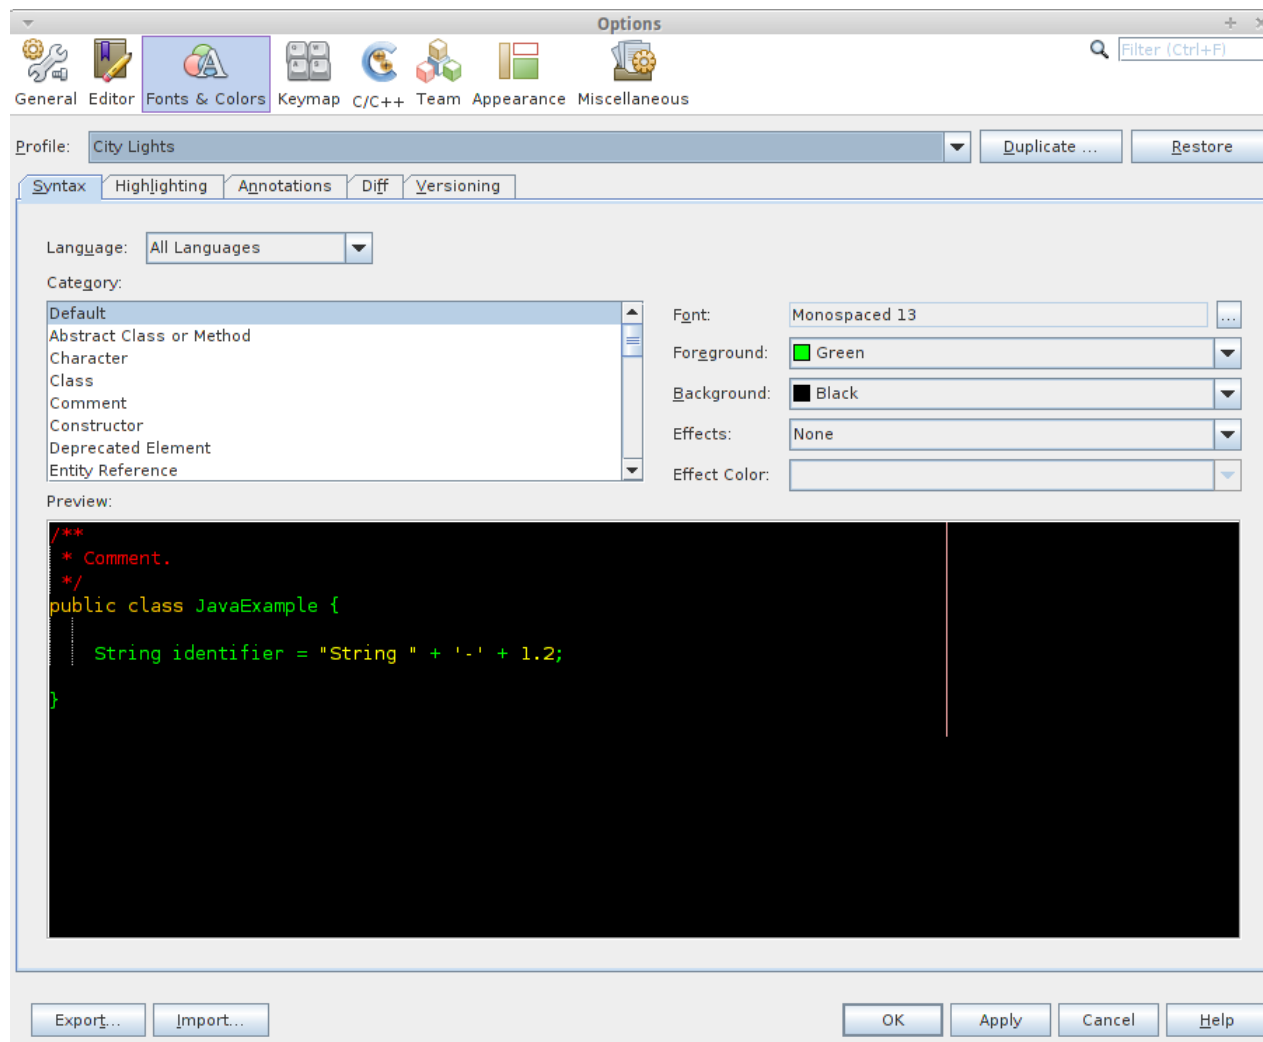 Options
General Editor Fonts & Colors Keymap C/C++ Team Appearance Miscellaneous
Filter (Ctrl+F)
Profile: City Lights Duplicate ... Restore
Syntax Highlighting Annotations Diff Versioning
Language: All Languages
Category:
Default
Abstract Class or Method
Character
Class
Comment
Constructor
Deprecated Element
Entity Reference
Font: Monospaced 13 ...
Foreground: Green
Background: Black
Effects: None
Effect Color:
Preview:
/**
* Comment.
*/
public class JavaExample {
String identifier = "String " + '-' + 1.2;
}
Export... Import... OK Apply Cancel Help